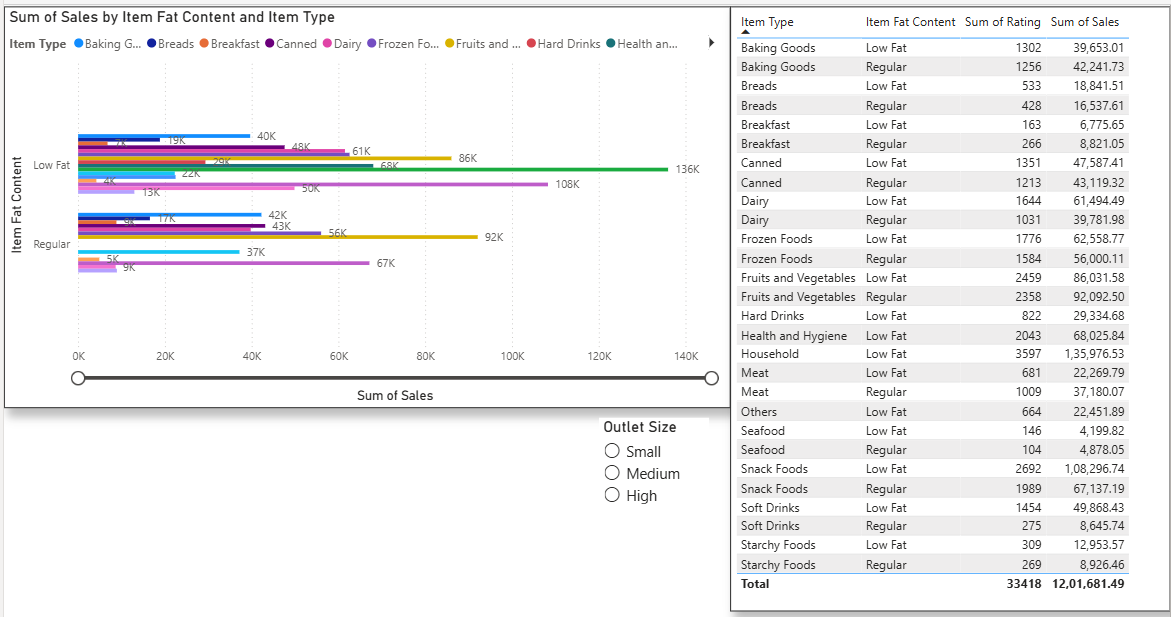 Sum of Sales by Item Fat Content and Item Type
Item Type Baking G... Breads Breakfast Canned Dairy Frozen Fo... Fruits and ... Hard Drinks Health an...
Item Fat Content
Low Fat
40K
19K
7K
48K
61K
86K
29K
68K
136K
22K
4K
108K
50K
13K
Regular
42K
17K
9K
43K
56K
92K
37K
5K
67K
9K
0K 20K 40K 60K 80K 100K 120K 140K
Sum of Sales
Outlet Size
Small
Medium
High
Item Type Item Fat Content Sum of Rating Sum of Sales
Baking Goods Low Fat 1302 39,653.01
Baking Goods Regular 1256 42,241.73
Breads Low Fat 533 18,841.51
Breads Regular 428 16,537.61
Breakfast Low Fat 163 6,775.65
Breakfast Regular 266 8,821.05
Canned Low Fat 1351 47,587.41
Canned Regular 1213 43,119.32
Dairy Low Fat 1644 61,494.49
Dairy Regular 1031 39,781.98
Frozen Foods Low Fat 1776 62,558.77
Frozen Foods Regular 1584 56,000.11
Fruits and Vegetables Low Fat 2459 86,031.58
Fruits and Vegetables Regular 2358 92,092.50
Hard Drinks Low Fat 822 29,334.68
Health and Hygiene Low Fat 2043 68,025.84
Household Low Fat 3597 1,35,976.53
Meat Low Fat 681 22,269.79
Meat Regular 1009 37,180.07
Others Low Fat 664 22,451.89
Seafood Low Fat 146 4,199.82
Seafood Regular 104 4,878.05
Snack Foods Low Fat 2692 1,08,296.74
Snack Foods Regular 1989 67,137.19
Soft Drinks Low Fat 1454 49,868.43
Soft Drinks Regular 275 8,645.74
Starchy Foods Low Fat 309 12,953.57
Starchy Foods Regular 269 8,926.46
Total 33418 12,01,681.49